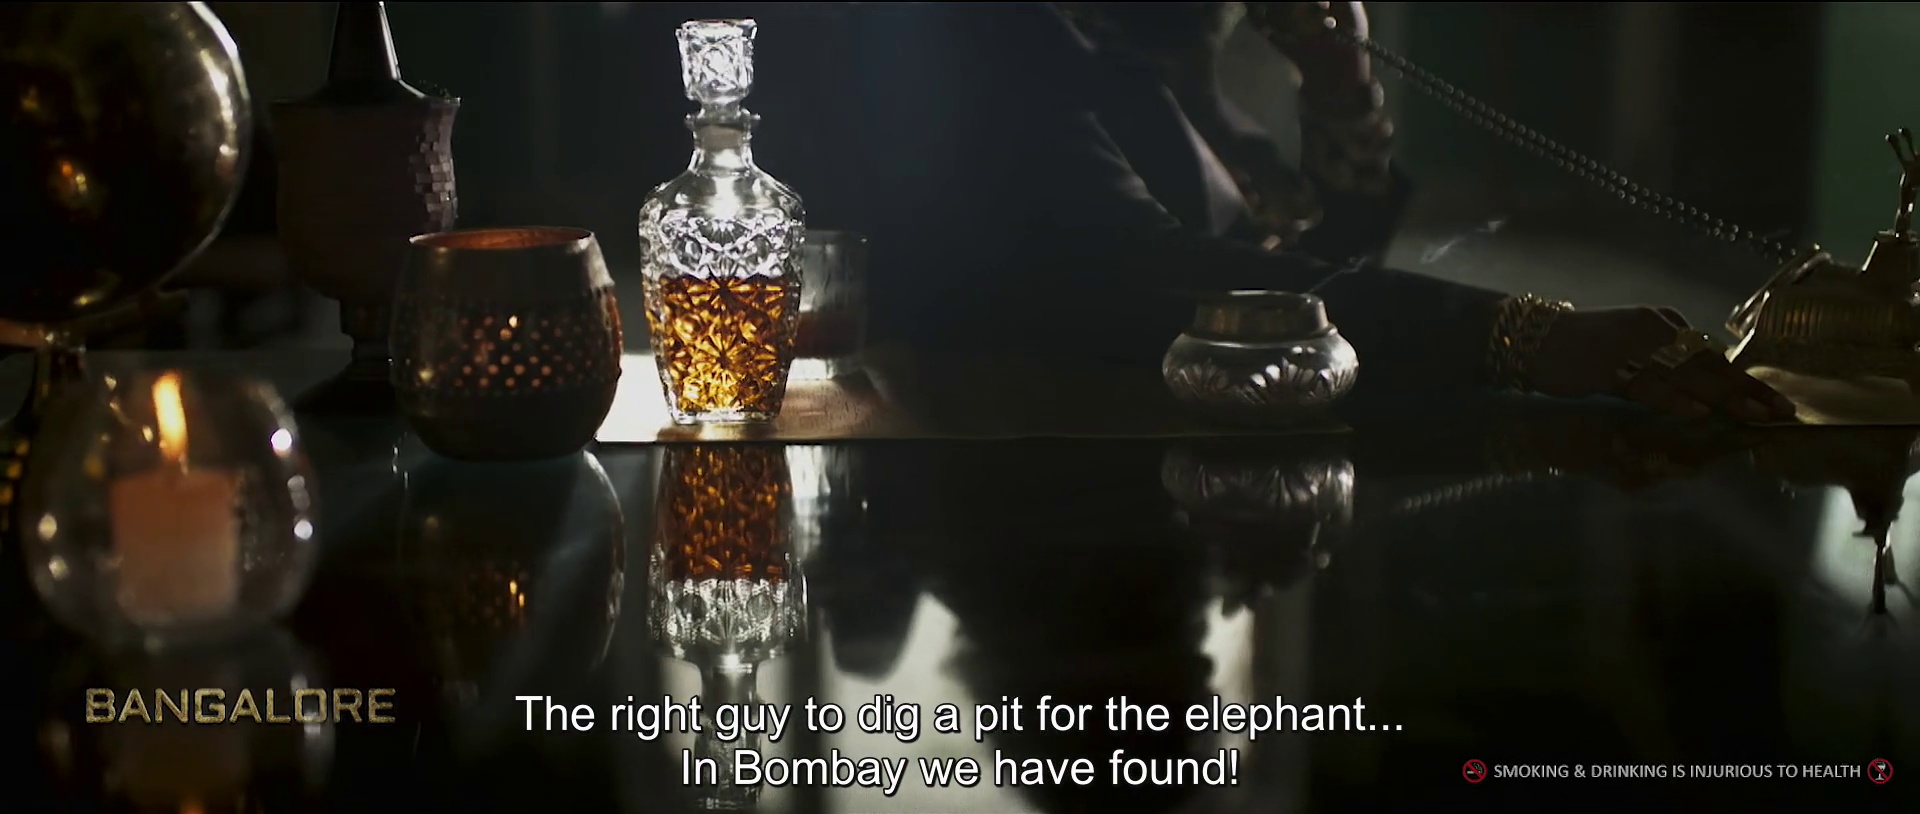 BANGALORE
The right guy to dig a pit for the elephant...
In Bombay we have found!
SMOKING & DRINKING IS INJURIOUS TO HEALTH